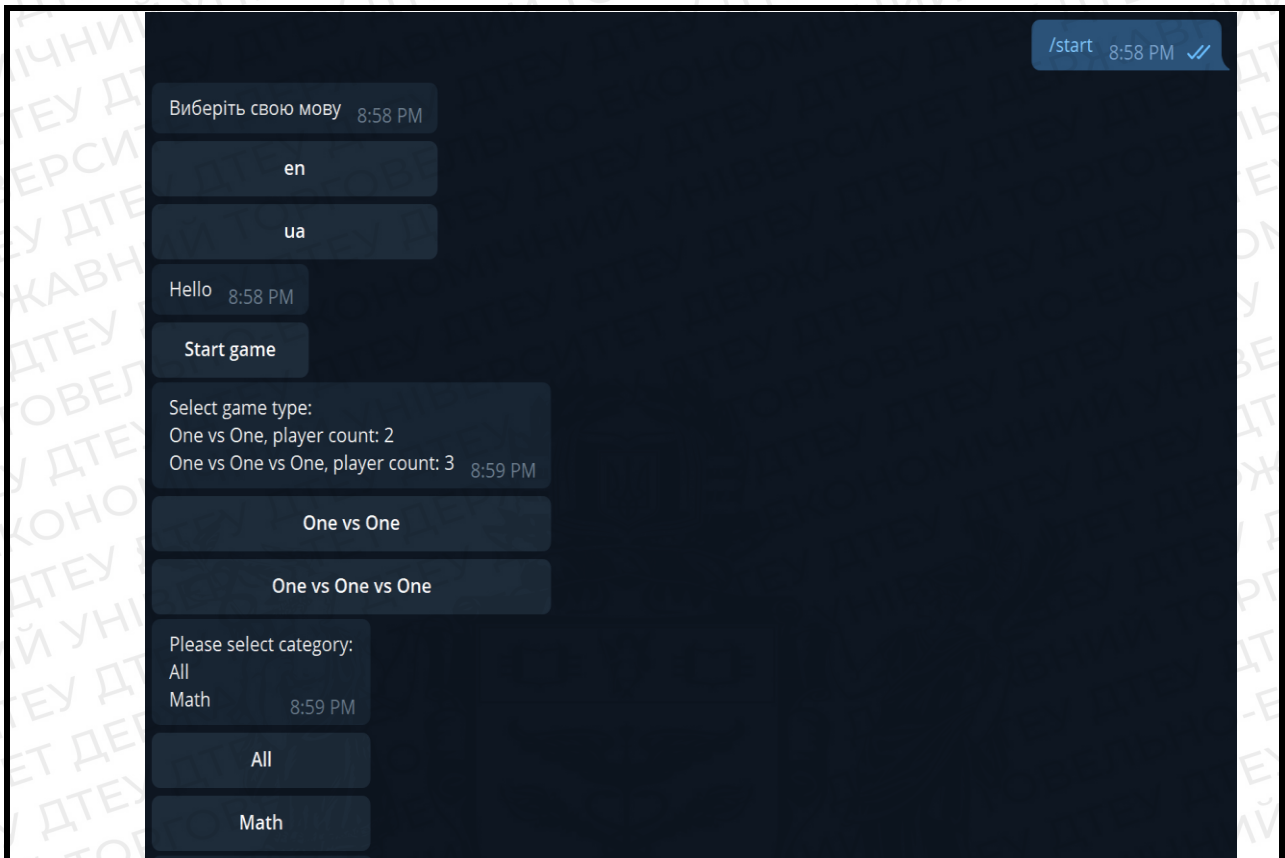 /start 8:58 PM
Виберіть свою мову 8:58 PM
en
ua
Hello 8:58 PM
Start game
Select game type:
One vs One, player count: 2
One vs One vs One, player count: 3 8:59 PM
One vs One
One vs One vs One
Please select category:
All
Math 8:59 PM
All
Math